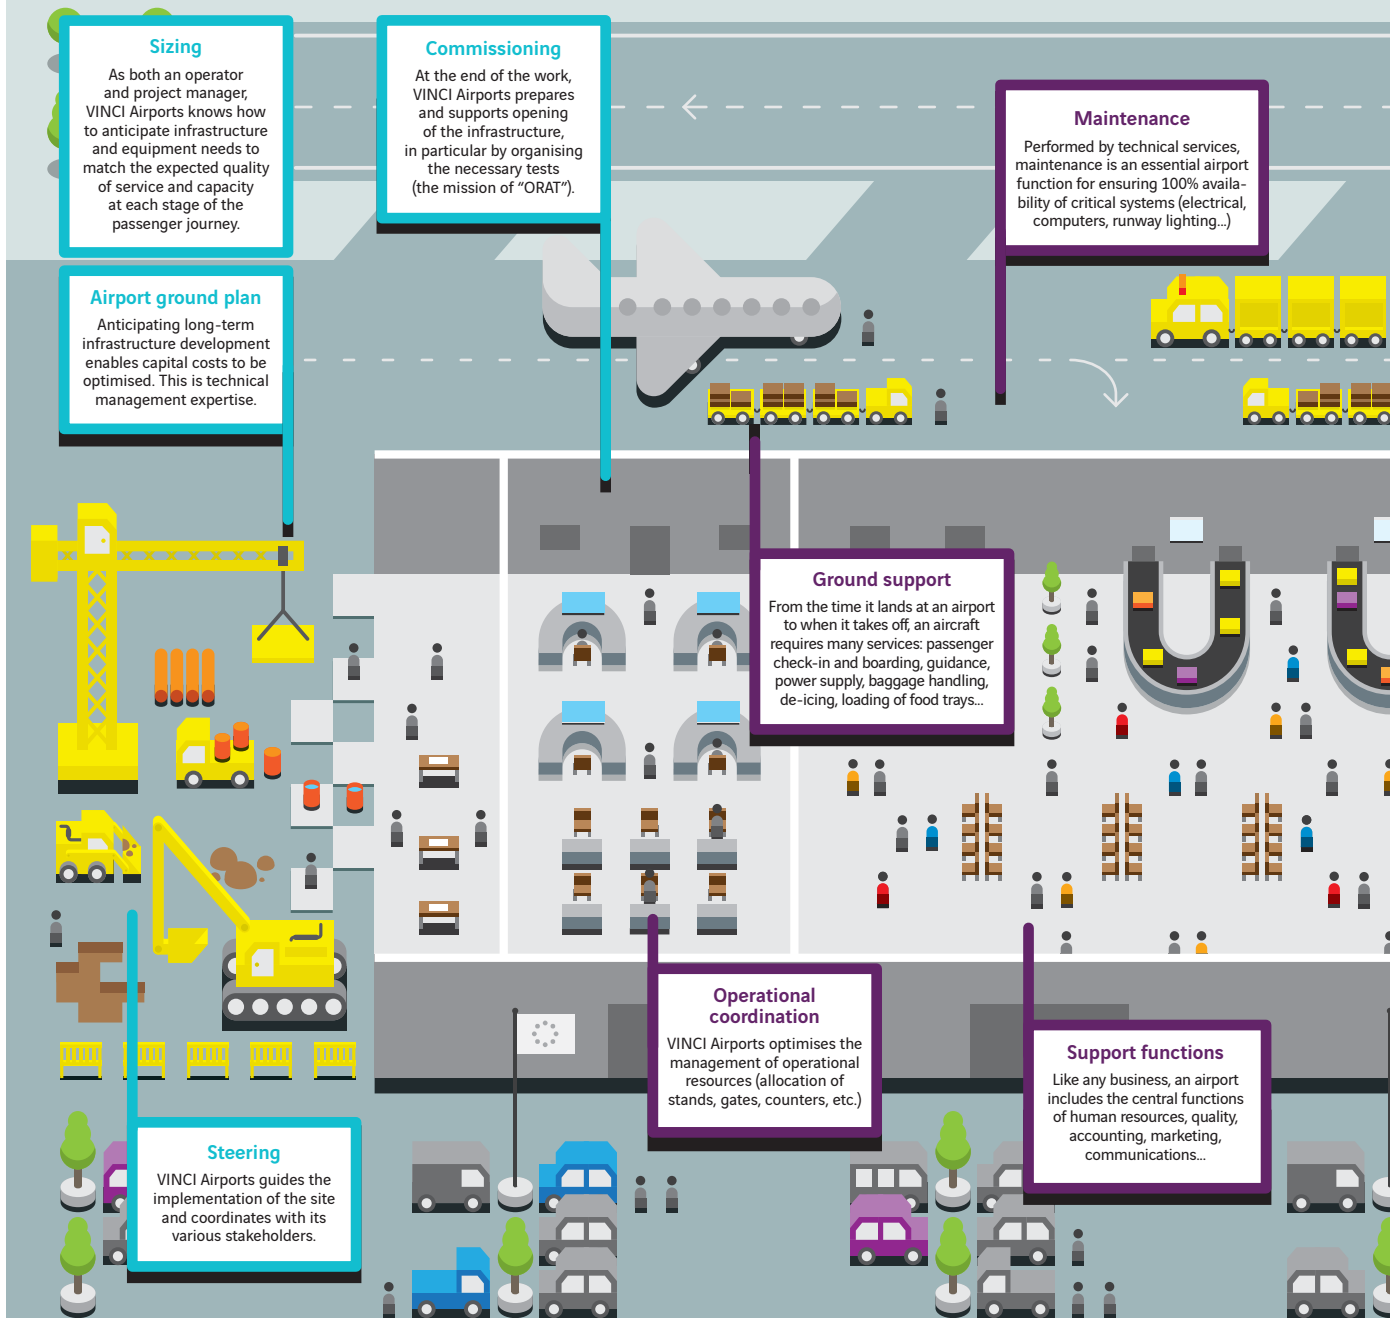 Sizing
As both an operator
and project manager,
VINCI Airports knows how
to anticipate infrastructure
and equipment needs to
match the expected quality
of service and capacity
at each stage of the
passenger journey.
Commissioning
At the end of the work,
VINCI Airports prepares
and supports opening
of the infrastructure,
in particular by organising
the necessary tests
(the mission of “ORAT”).
Maintenance
Performed by technical services,
maintenance is an essential airport
function for ensuring 100% availa-
bility of critical systems (electrical,
computers, runway lighting...)
Airport ground plan
Anticipating long-term
infrastructure development
enables capital costs to be
optimised. This is technical
management expertise.
Ground support
From the time it lands at an airport
to when it takes off, an aircraft
requires many services: passenger
check-in and boarding, guidance,
power supply, baggage handling,
de-icing, loading of food trays...
Operational
coordination
VINCI Airports optimises the
management of operational
resources (allocation of
stands, gates, counters, etc.)
Support functions
Like any business, an airport
includes the central functions
of human resources, quality,
accounting, marketing,
communications...
Steering
VINCI Airports guides the
implementation of the site
and coordinates with its
various stakeholders.